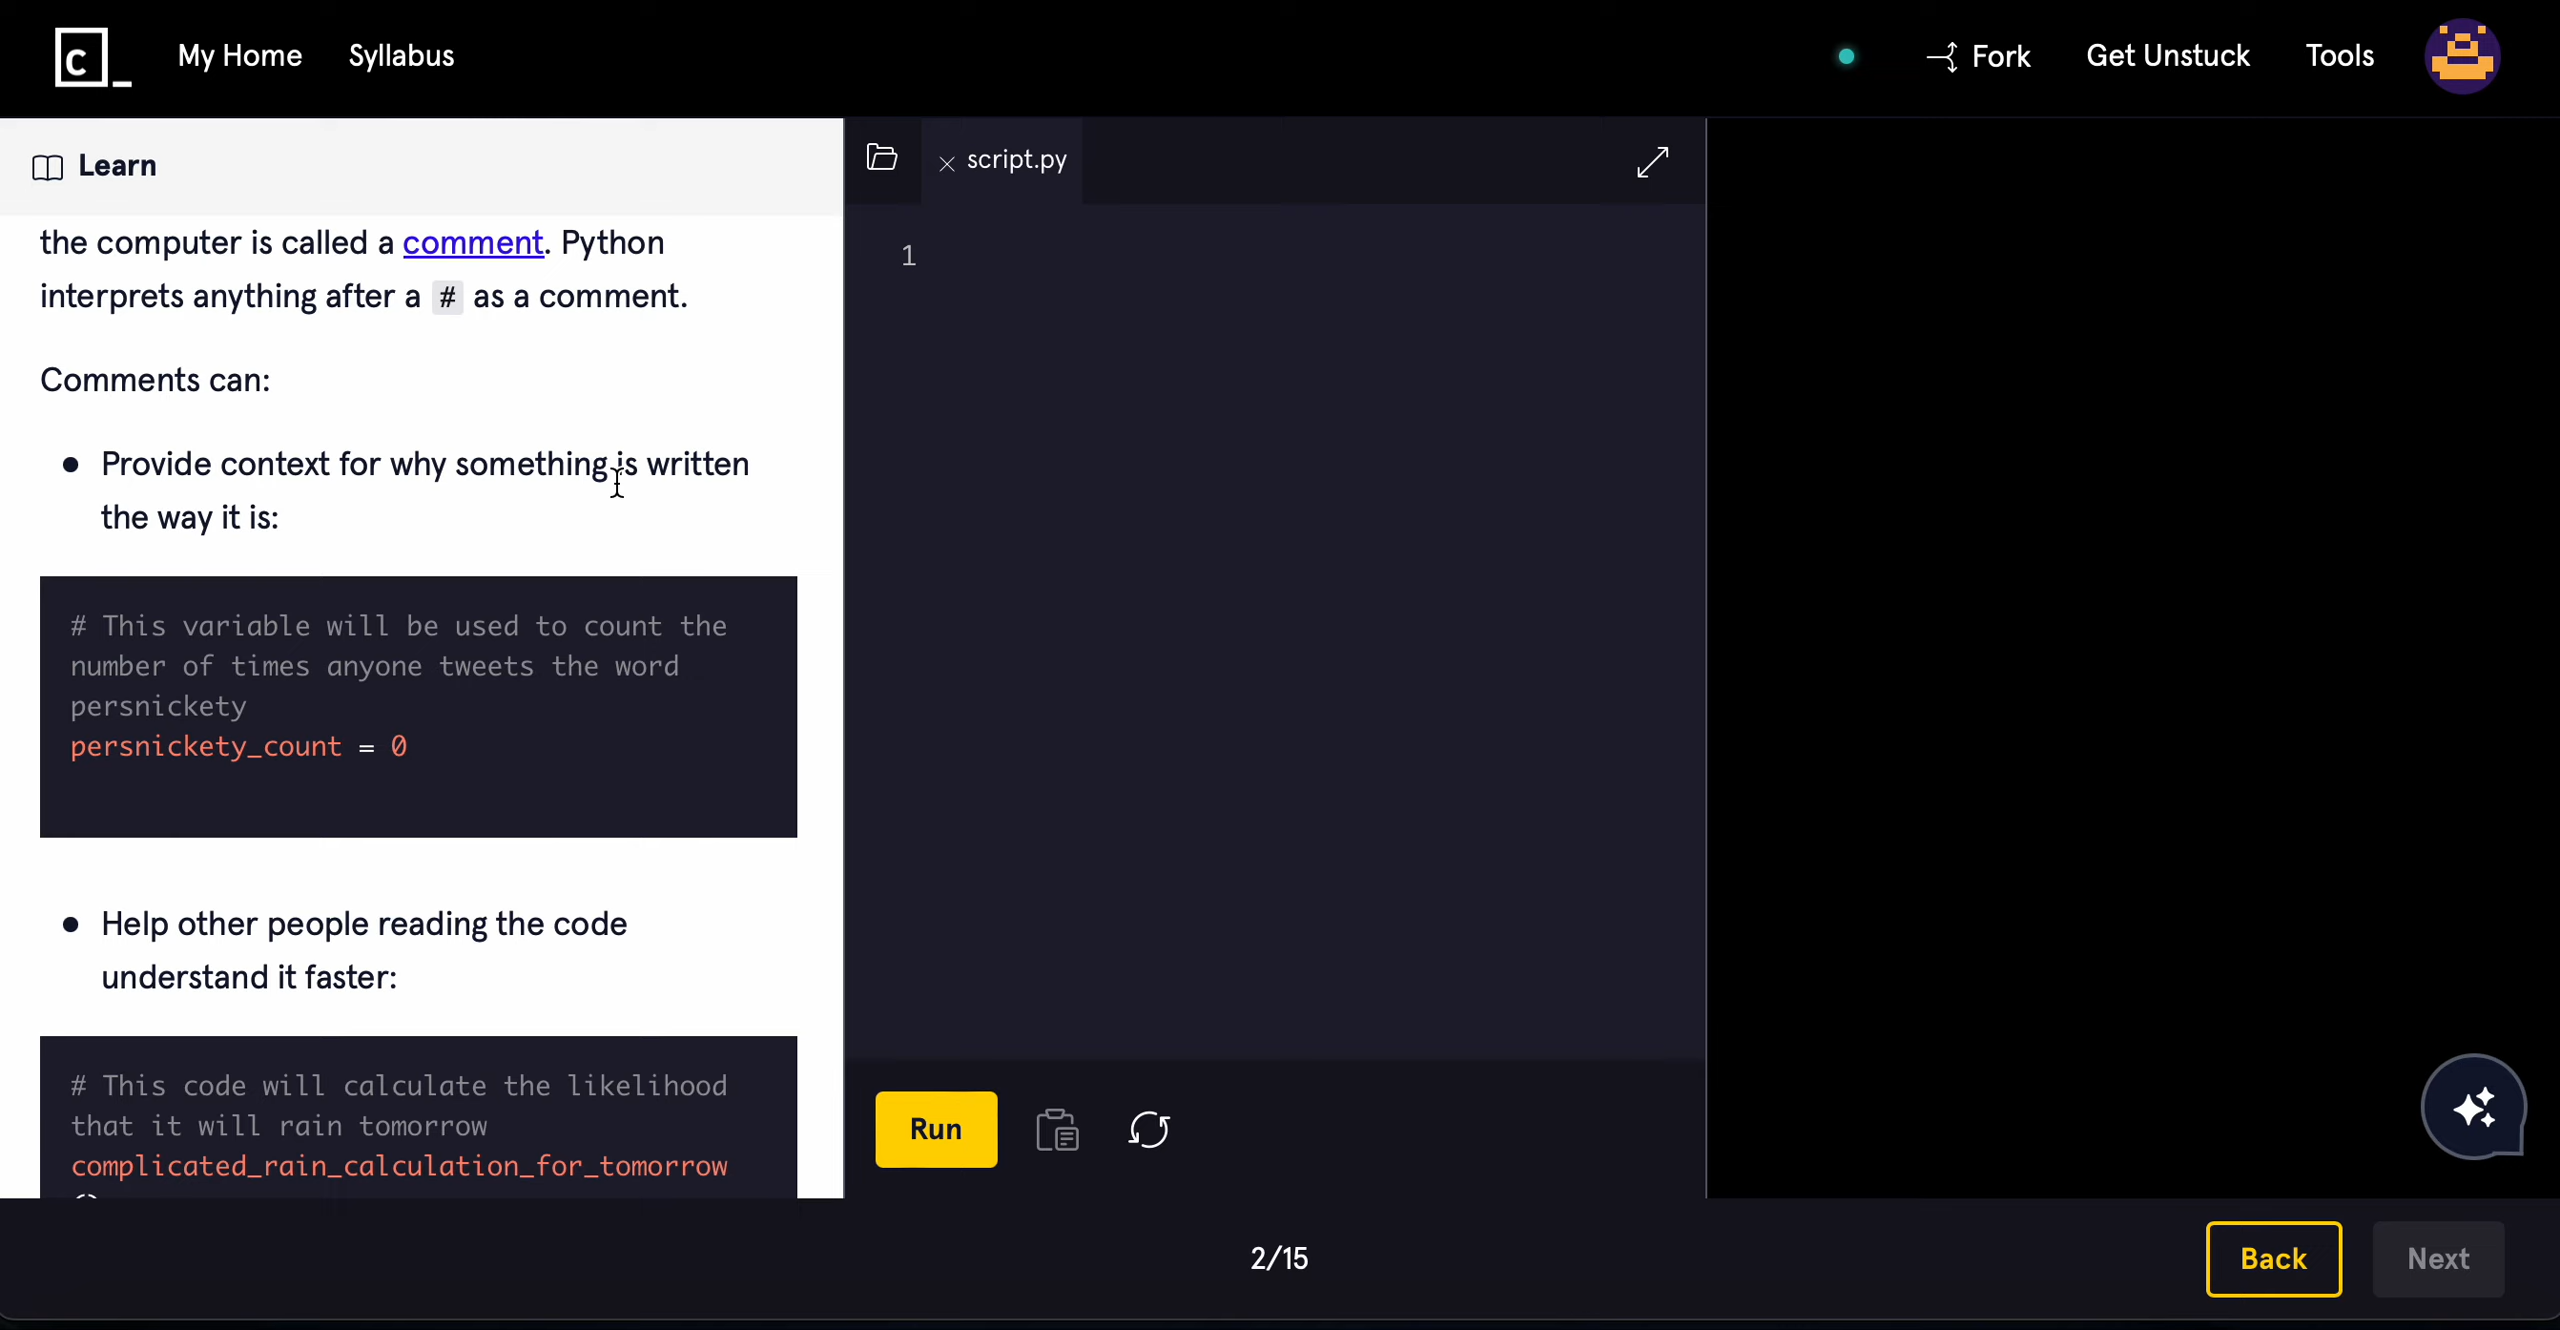 C_
My Home
Syllabus
Fork
Get Unstuck
Tools
Learn
the computer is called a comment. Python
interprets anything after a # as a comment.
Comments can:
Provide context for why something is written
the way it is:
# This variable will be used to count the
number of times anyone tweets the word
persnickety
persnickety_count = 0
Help other people reading the code
understand it faster:
# This code will calculate the likelihood
that it will rain tomorrow
complicated_rain_calculation_for_tomorrow
()
script.py
1
Run
2/15
Back
Next